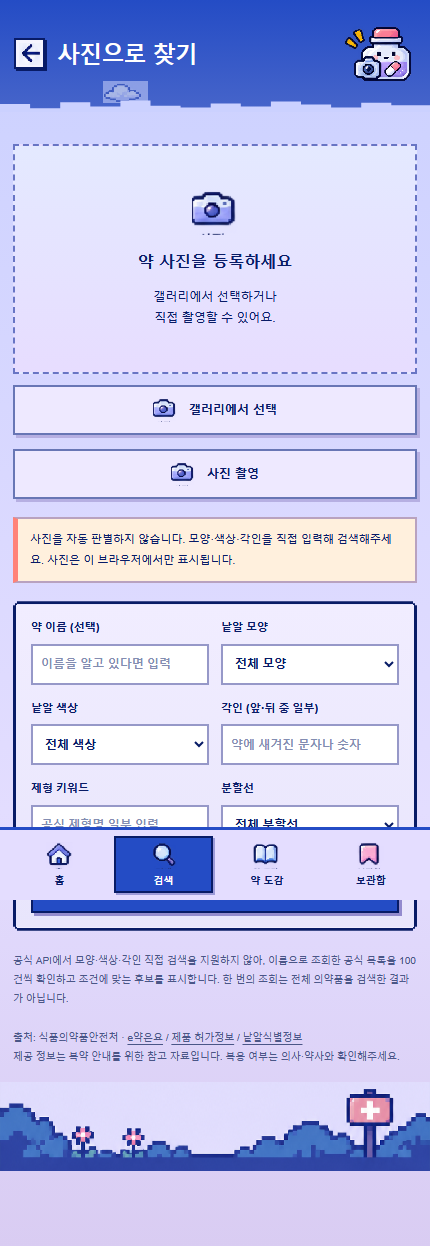 사진으로 찾기
약 사진을 등록하세요
갤러리에서 선택하거나
직접 촬영할 수 있어요.
갤러리에서 선택
사진 촬영
사진을 자동 판별하지 않습니다. 모양·색상·각인을 직접 입력해 검색해주세
요. 사진은 이 브라우저에서만 표시됩니다.
약 이름 (선택)
낱알 모양
이름을 알고 있다면 입력
전체 모양
낱알 색상
각인 (앞·뒤 중 일부)
전체 색상
약에 새겨진 문자나 숫자
제형 키워드
분할선
공식 제형명 일부 입력
전체 분할선
홈
검색
약 도감
보관함
공식 API에서 모양·색상·각인 직접 검색을 지원하지 않아, 이름으로 조회한 공식 목록을 100
건씩 확인하고 조건에 맞는 후보를 표시합니다. 한 번의 조회는 전체 의약품을 검색한 결과
가 아닙니다.
출처: 식품의약품안전처 · e약은요 / 제품 허가정보 / 낱알식별정보
제공 정보는 복약 안내를 위한 참고 자료입니다. 복용 여부는 의사·약사와 확인해주세요.